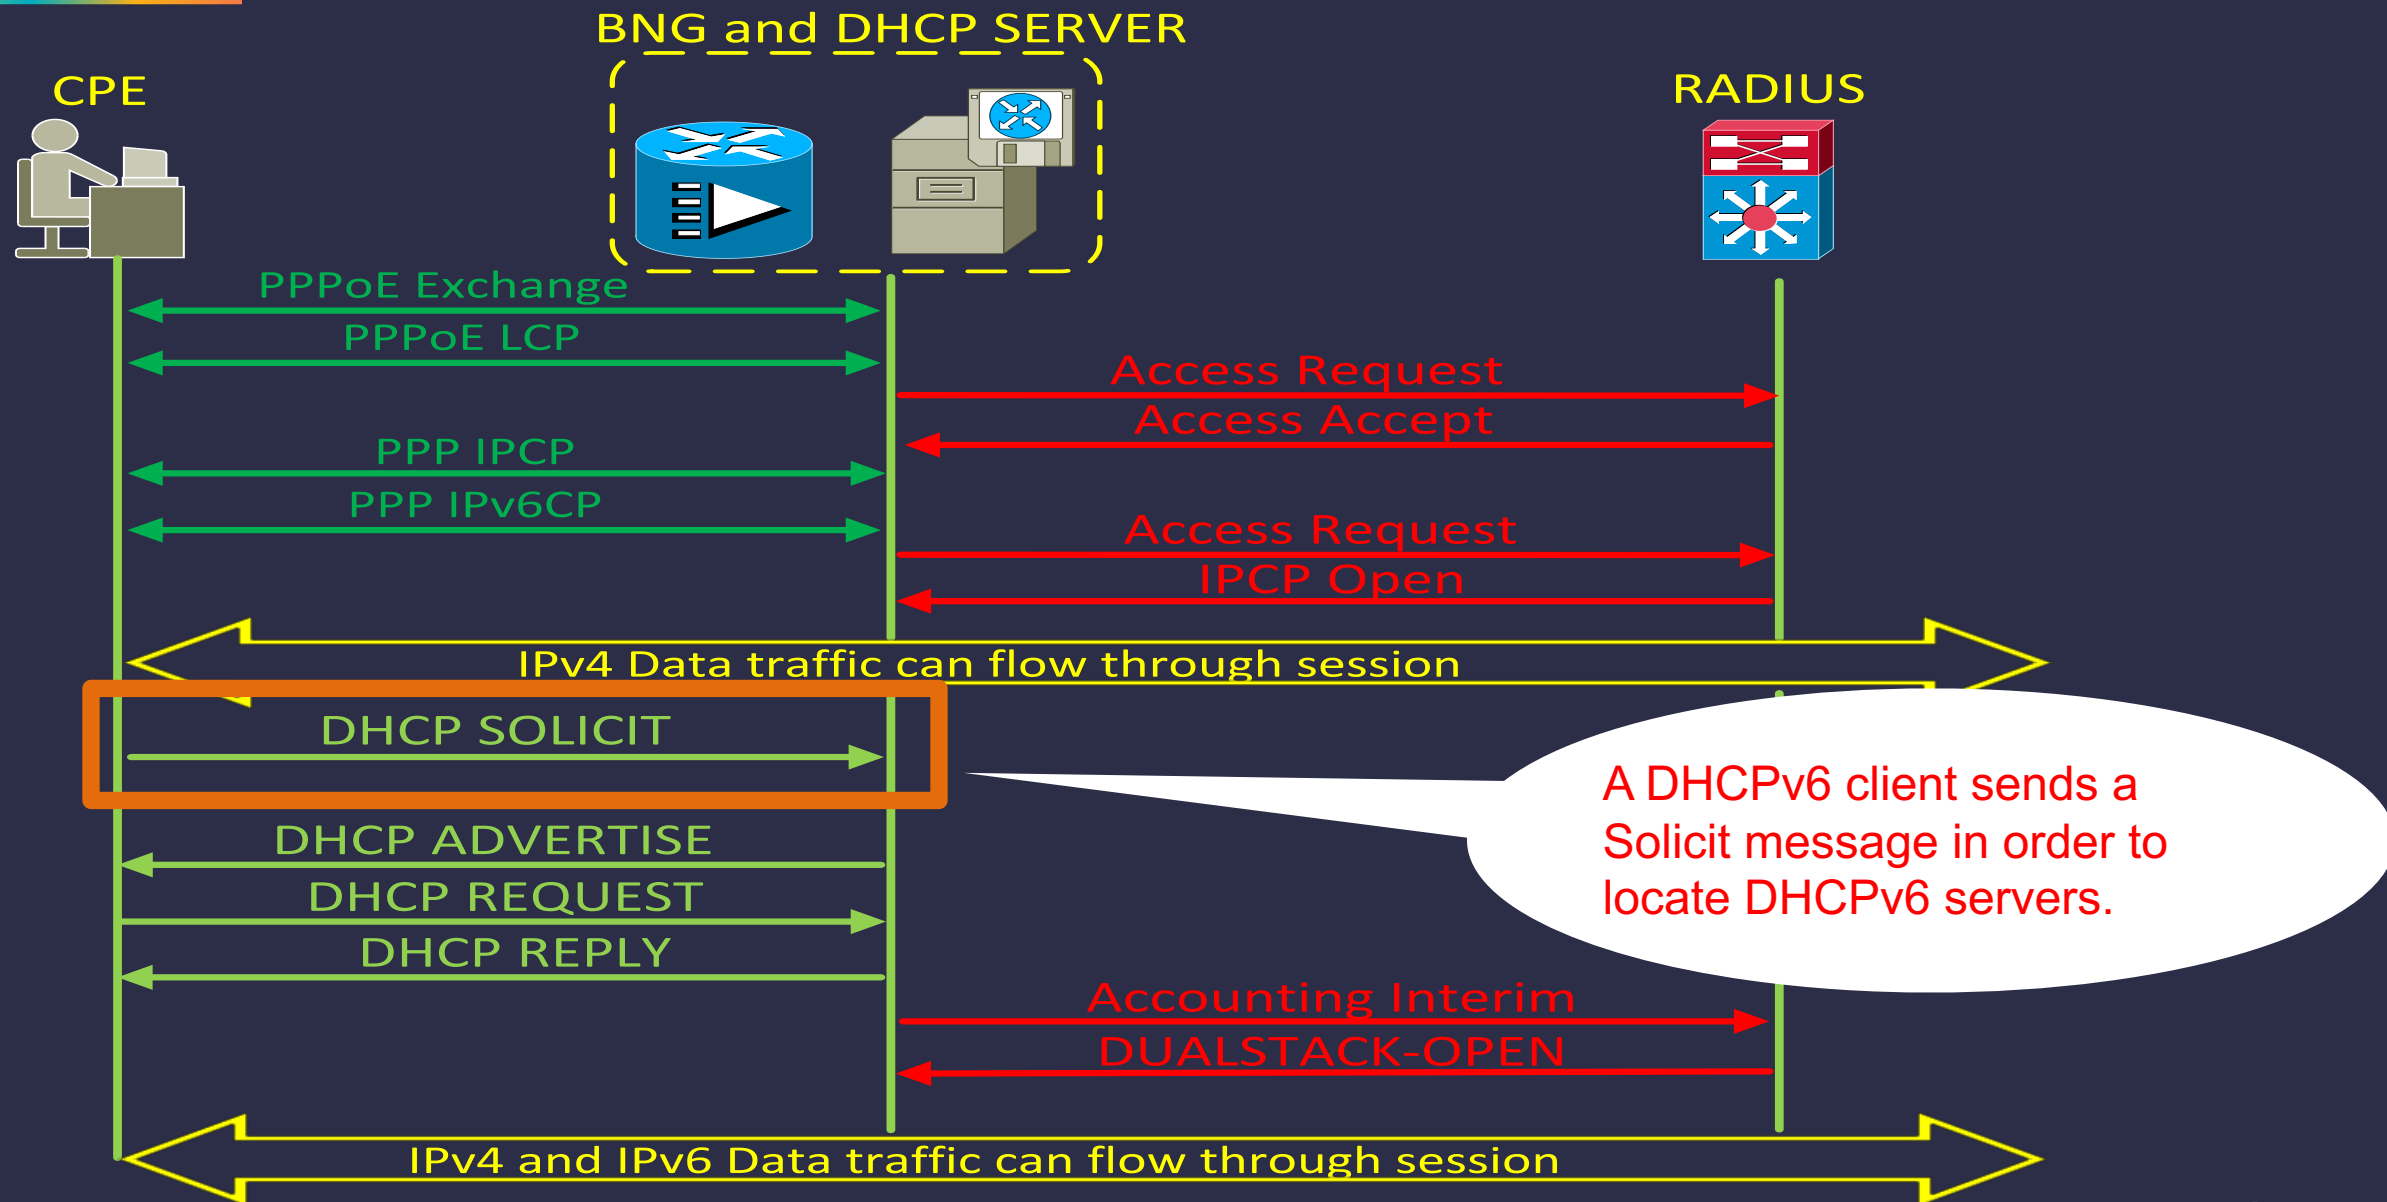 BNG and DHCP SERVER
CPE
RADIUS
PPPoE Exchange
PPPoE LCP
Access Request
Access Accept
PPP IPCP
PPP IPv6CP
Access Request
IPCP Open
IPv4 Data traffic can flow through session
DHCP SOLICIT
A DHCPv6 client sends a
Solicit message in order to
locate DHCPv6 servers.
DHCP ADVERTISE
DHCP REQUEST
DHCP REPLY
Accounting Interim
DUALSTACK-OPEN
IPv4 and IPv6 Data traffic can flow through session